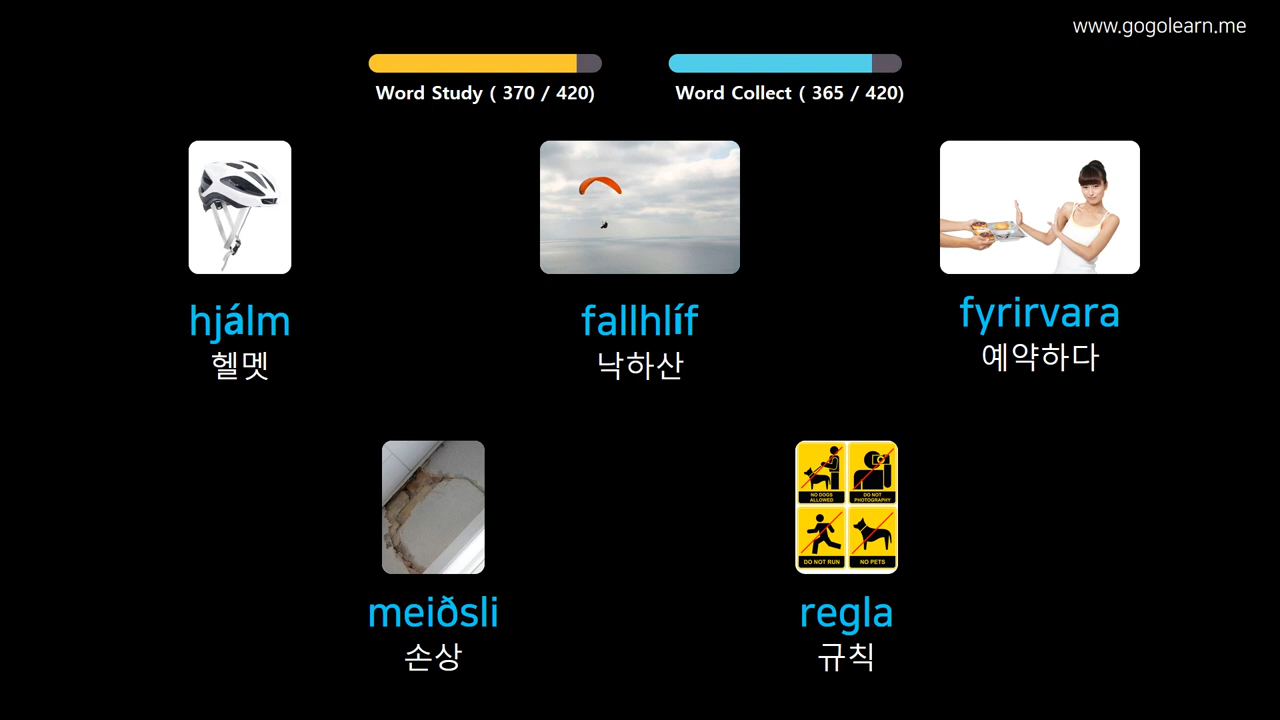 www.gogolearn.me
Word Study ( 370 / 420)
Word Collect ( 365 / 420)
hjálm
헬멧
fallhlíf
낙하산
fyrirvara
예약하다
NO DOGS
ALLOWED
DO NOT
PHOTOGRAPHY
DO NOT RUN
NO PETS
meiðsli
손상
regla
규칙